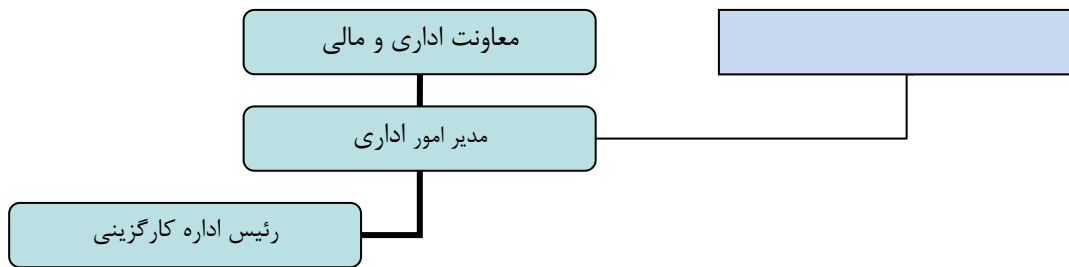 معاونت اداری و مالی
مدیر امور اداری
رئیس اداره کارگزینی